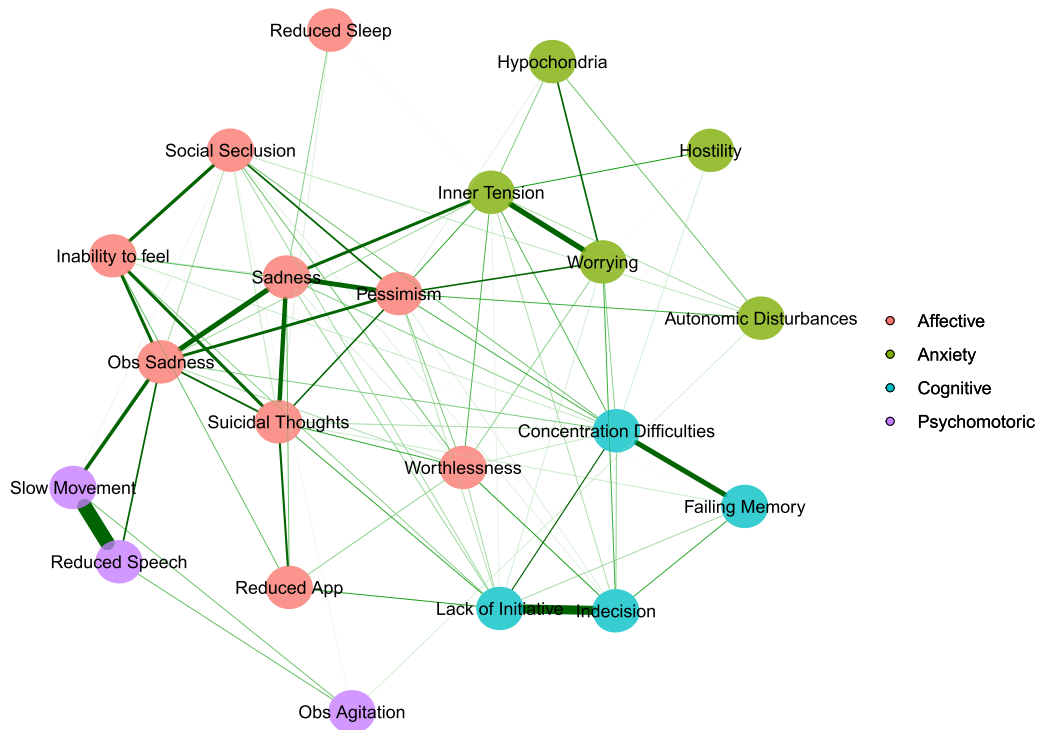 Reduced Sleep
Hypochondria
Social Seclusion
Hostility
Inner Tension
Inability to feel
Worrying
Sadness
Pessimism
Autonomic Disturbances
Affective
Obs Sadness
Anxiety
Cognitive
Suicidal Thoughts
Psychomotoric
Concentration Difficulties
Worthlessness
Slow Movement
Failing Memory
Reduced Speech
Reduced App
Lack of Initiative
Indecision
Obs Agitation